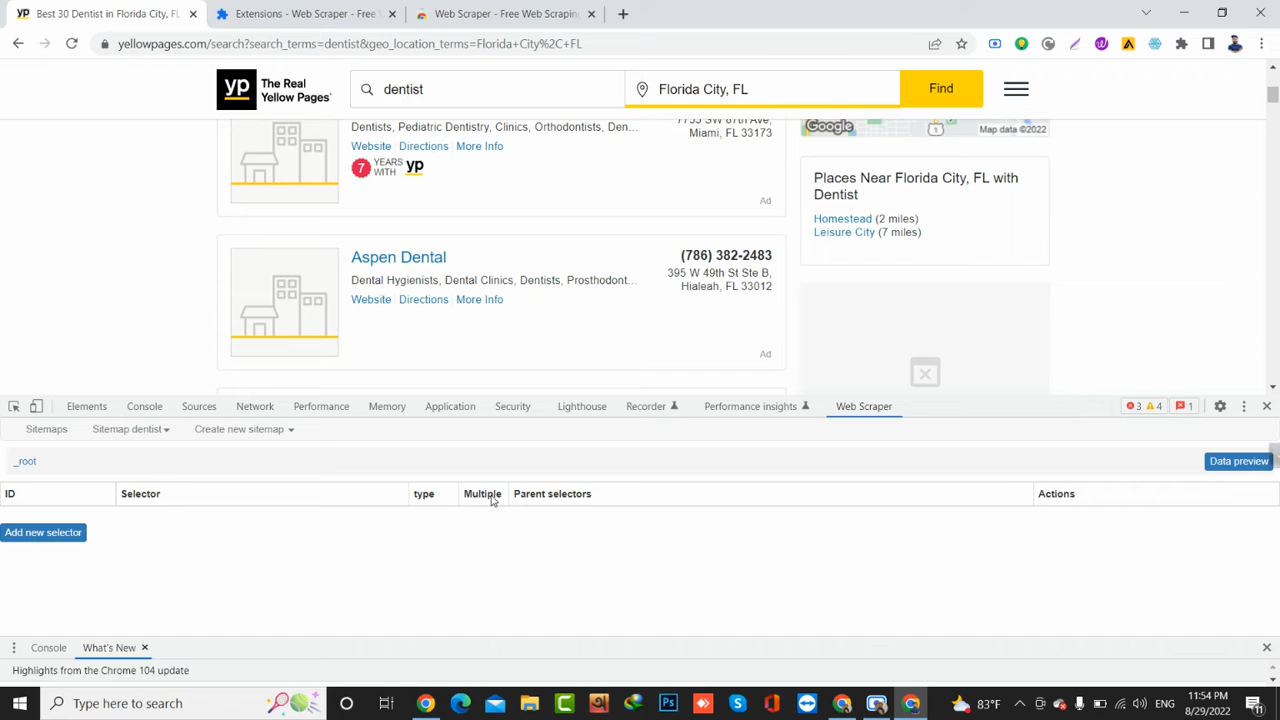 Best 30 Dentist in Florida City, FL
Extensions - Web Scraper - Free
Web Scraper - Free Web Scraping
yellowpages.com/search?search_terms=dentist&geo_location_terms=Florida+City%2C+FL
yp The Real Yellow Pages®
dentist
Florida City, FL
Find
Dentists, Pediatric Dentistry, Clinics, Orthodontists, Den...
Miami, FL 33173
Website Directions More Info
7 YEARS WITH yp
Ad
Google
1
Map data ©2022
Places Near Florida City, FL with
Dentist
Homestead (2 miles)
Leisure City (7 miles)
Aspen Dental
(786) 382-2483
Dental Hygienists, Dental Clinics, Dentists, Prosthodont...
395 W 49th St Ste B,
Hialeah, FL 33012
Website Directions More Info
Ad
Elements Console Sources Network Performance Memory Application Security Lighthouse Recorder Performance insights Web Scraper 3 4 1
Sitemaps Sitemap dentist Create new sitemap
_root
Data preview
ID Selector type Multiple Parent selectors Actions
Add new selector
Console What's New
Highlights from the Chrome 104 update
Type here to search
Ps
83°F
ENG
11:54 PM
8/29/2022
11